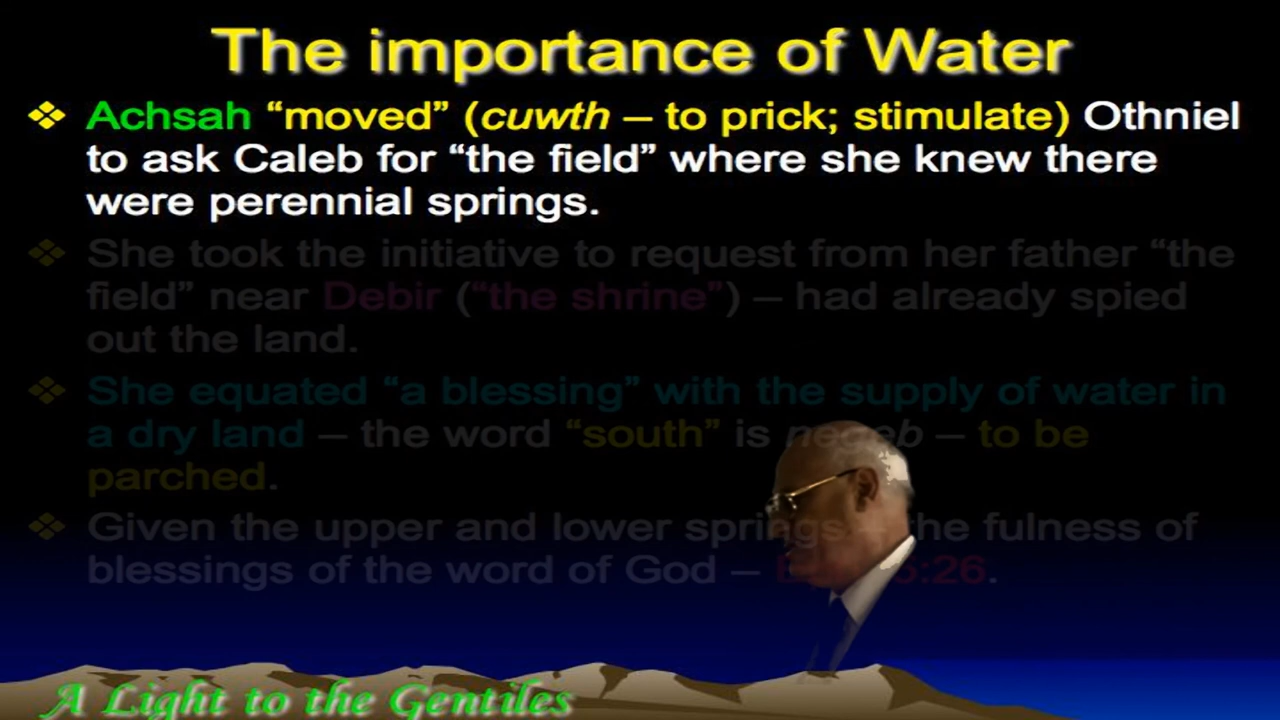 The importance of Water
Achsah “moved” (cuwth – to prick; stimulate) Othniel
to ask Caleb for “the field” where she knew there
were perennial springs.
She took the initiative to request from her father “the
field” near Debir (“the shrine”) – had already spied
out the land.
She equated “a blessing” with the supply of water in
a dry land – the word “south” is negeb – to be
parched.
Given the upper and lower springs the fulness of
blessings of the word of God – :26.
A Light to the Gentiles